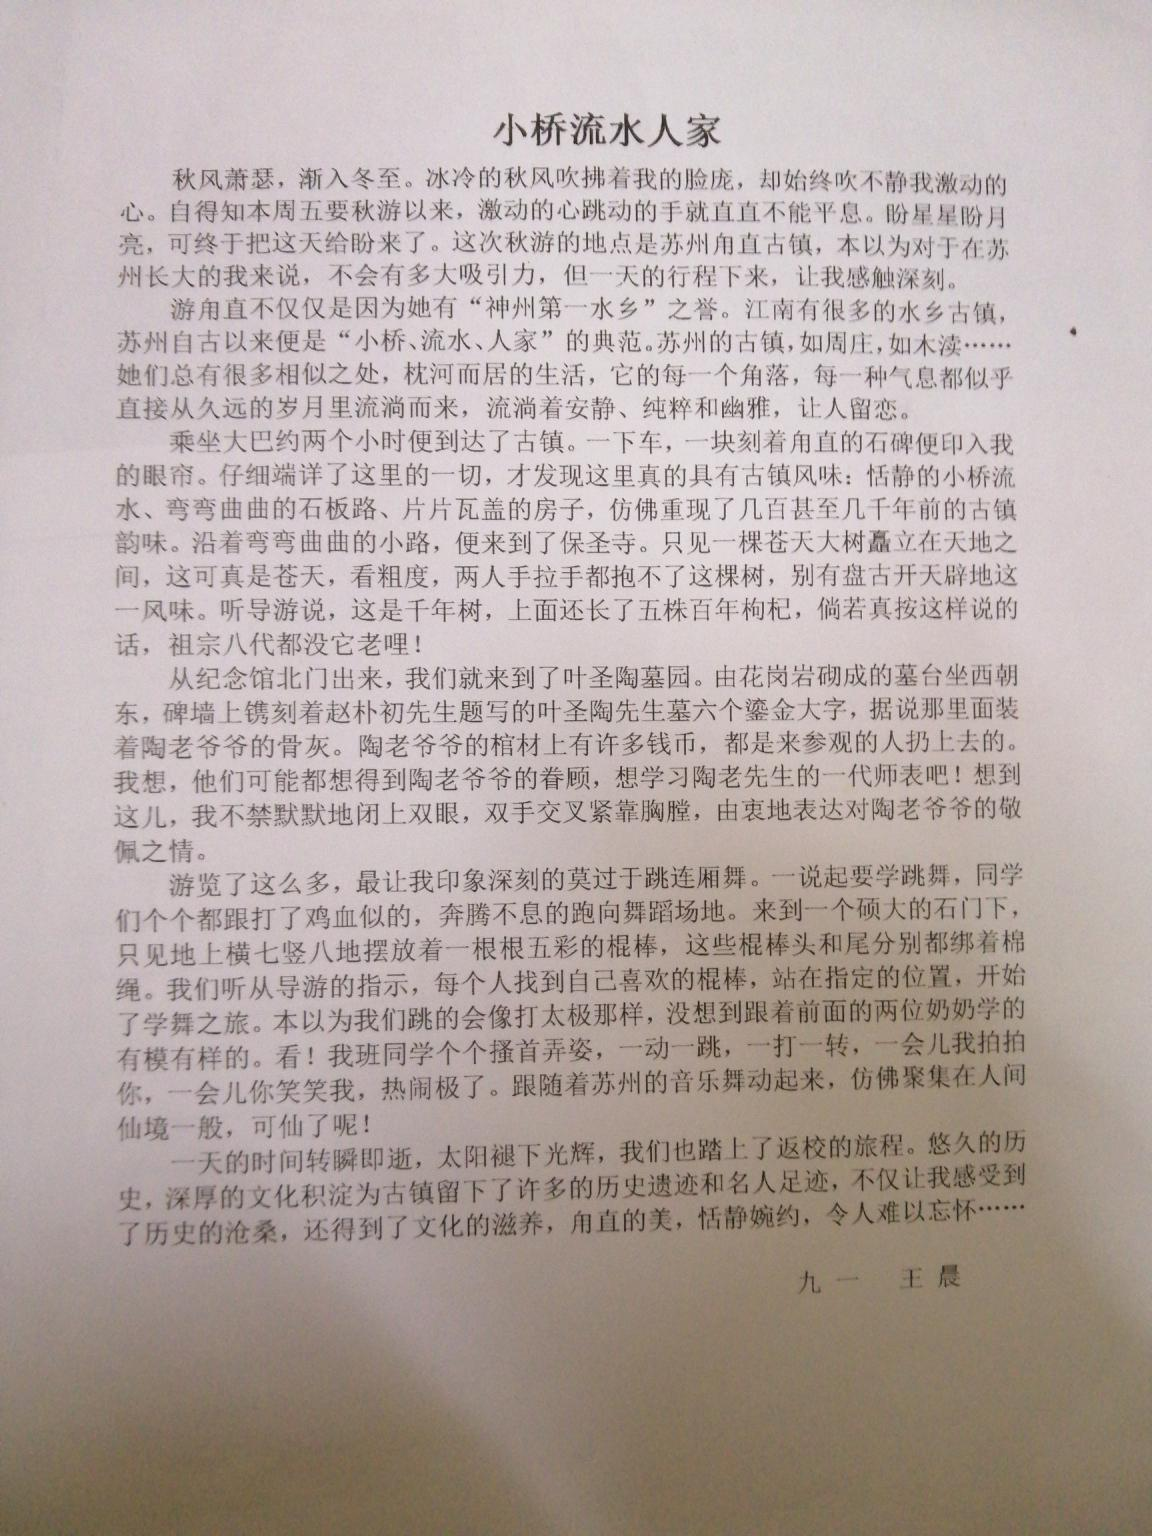 小桥流水人家
秋风萧瑟，渐入冬至。冰冷的秋风吹拂着我的脸庞，却始终吹不静我激动的
心。自得知本周五要秋游以来，激动的心跳动的手就直直不能平息。盼星星盼月
亮，可终于把这天给盼来了。这次秋游的地点是苏州甪直古镇，本以为对于在苏
州长大的我来说，不会有多大吸引力，但一天的行程下来，让我感触深刻。
游甪直不仅仅是因为她有“神州第一水乡”之誉。江南有很多的水乡古镇，
苏州自古以来便是“小桥、流水、人家”的典范。苏州的古镇，如周庄，如木渎……
她们总有很多相似之处，枕河而居的生活，它的每一个角落，每一种气息都似乎
直接从久远的岁月里流淌而来，流淌着安静、纯粹和幽雅，让人留恋。
乘坐大巴约两个小时便到达了古镇。一下车，一块刻着甪直的石碑便印入我
的眼帘。仔细端详了这里的一切，才发现这里真的具有古镇风味：恬静的小桥流
水、弯弯曲曲的石板路、片片瓦盖的房子，仿佛重现了几百甚至几千年前的古镇
韵味。沿着弯弯曲曲的小路，便来到了保圣寺。只见一棵苍天大树矗立在天地之
间，这可真是苍天，看粗度，两人手拉手都抱不了这棵树，别有盘古开天辟地这
一风味。听导游说，这是千年树，上面还长了五株百年枸杞，倘若真按这样说的
话，祖宗八代都没它老哩！
从纪念馆北门出来，我们就来到了叶圣陶墓园。由花岗岩砌成的墓台坐西朝
东，碑墙上镌刻着赵朴初先生题写的叶圣陶先生墓六个鎏金大字，据说那里面装
着陶老爷爷的骨灰。陶老爷爷的棺材上有许多钱币，都是来参观的人扔上去的。
我想，他们可能都想得到陶老爷爷的眷顾，想学习陶老先生的一代师表吧！想到
这儿，我不禁默默地闭上双眼，双手交叉紧靠胸膛，由衷地表达对陶老爷爷的敬
佩之情。
游览了这么多，最让我印象深刻的莫过于跳连厢舞。一说起要学跳舞，同学
们个个都跟打了鸡血似的，奔腾不息的跑向舞蹈场地。来到一个硕大的石门下，
只见地上横七竖八地摆放着一根根五彩的棍棒，这些棍棒头和尾分别都绑着棉
绳。我们听从导游的指示，每个人找到自己喜欢的棍棒，站在指定的位置，开始
了学舞之旅。本以为我们跳的会像打太极那样，没想到跟着前面的两位奶奶学的
有模有样的。看！我班同学个个搔首弄姿，一动一跳，一打一转，一会儿我拍拍
你，一会儿你笑笑我，热闹极了。跟随着苏州的音乐舞动起来，仿佛聚集在人间
仙境一般，可仙了呢！
一天的时间转瞬即逝，太阳褪下光辉，我们也踏上了返校的旅程。悠久的历
史，深厚的文化积淀为古镇留下了许多的历史遗迹和名人足迹，不仅让我感受到
了历史的沧桑，还得到了文化的滋养，甪直的美，恬静婉约，令人难以忘怀……
九一 王晨